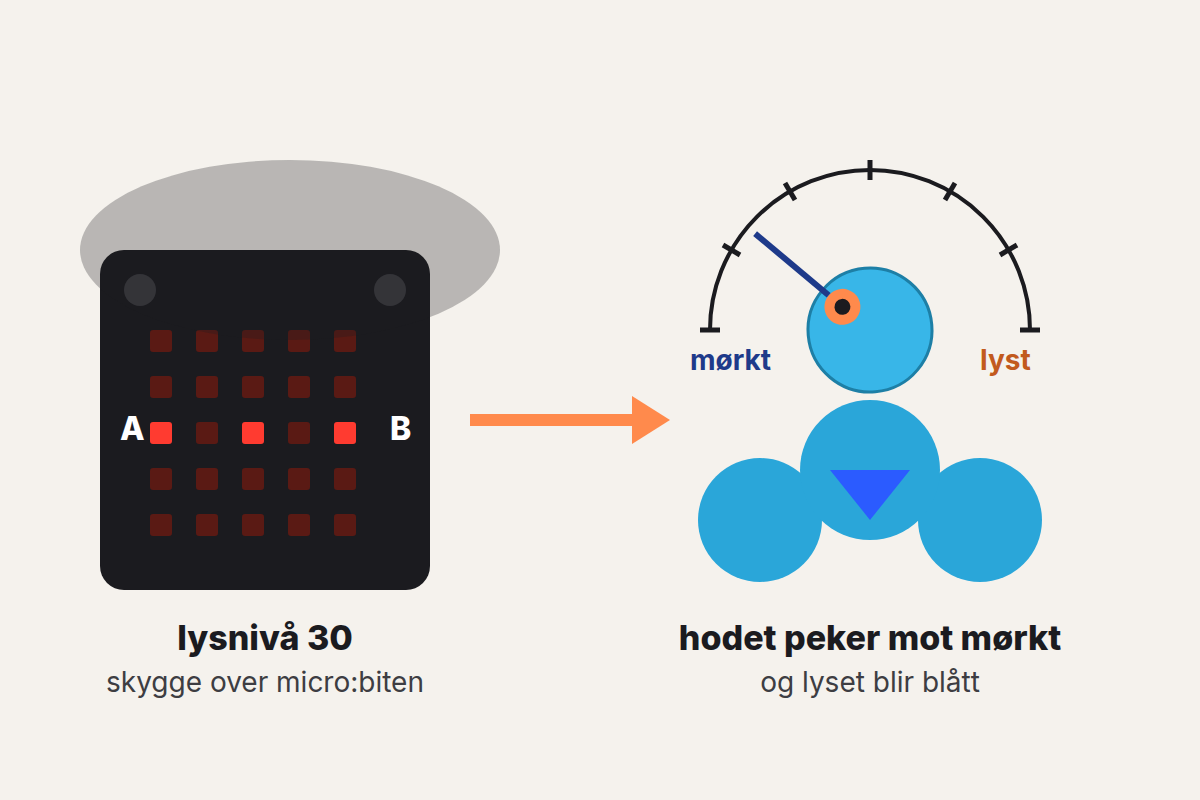 mørkt
lyst
A
B
lysnivå 30
skygge over micro:biten
hodet peker mot mørkt
og lyset blir blått